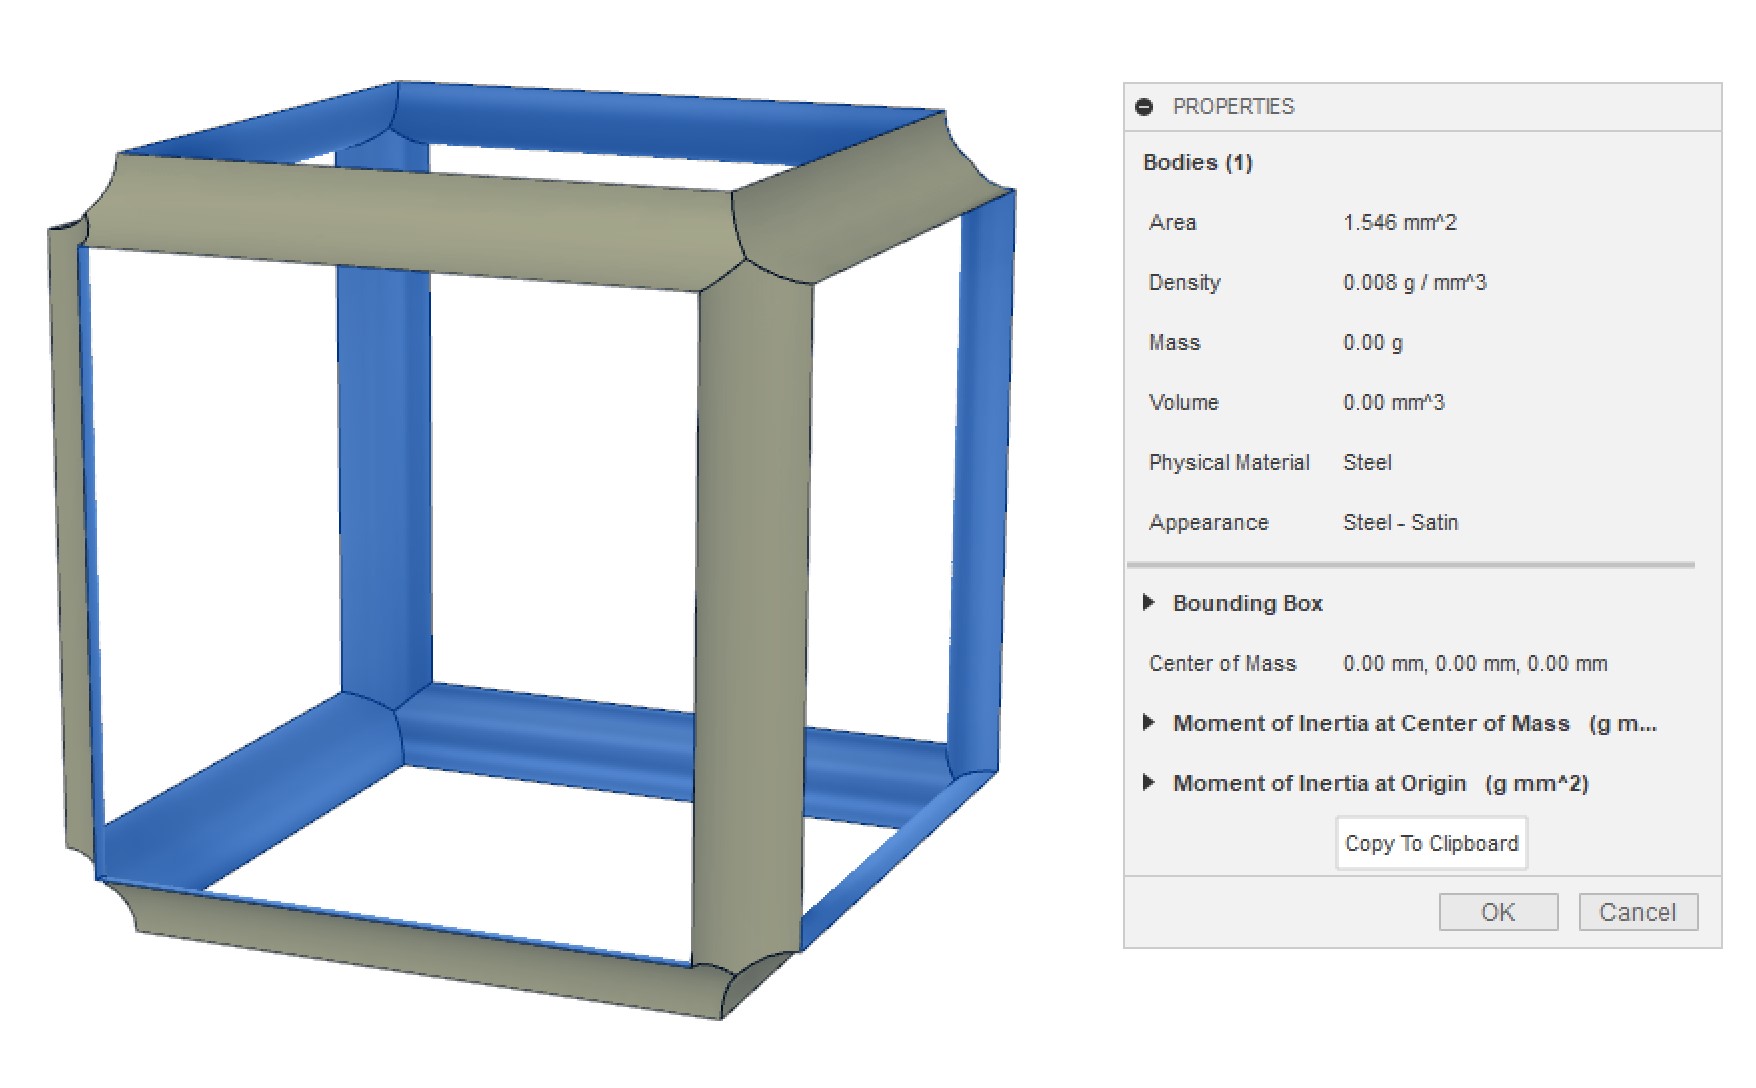 PROPERTIES
Bodies (1)
Area 1.546 mm^2
Density 0.008 g / mm^3
Mass 0.00 g
Volume 0.00 mm^3
Physical Material Steel
Appearance Steel - Satin
Bounding Box
Center of Mass 0.00 mm, 0.00 mm, 0.00 mm
Moment of Inertia at Center of Mass (g m...
Moment of Inertia at Origin (g mm^2)
Copy To Clipboard
OK Cancel